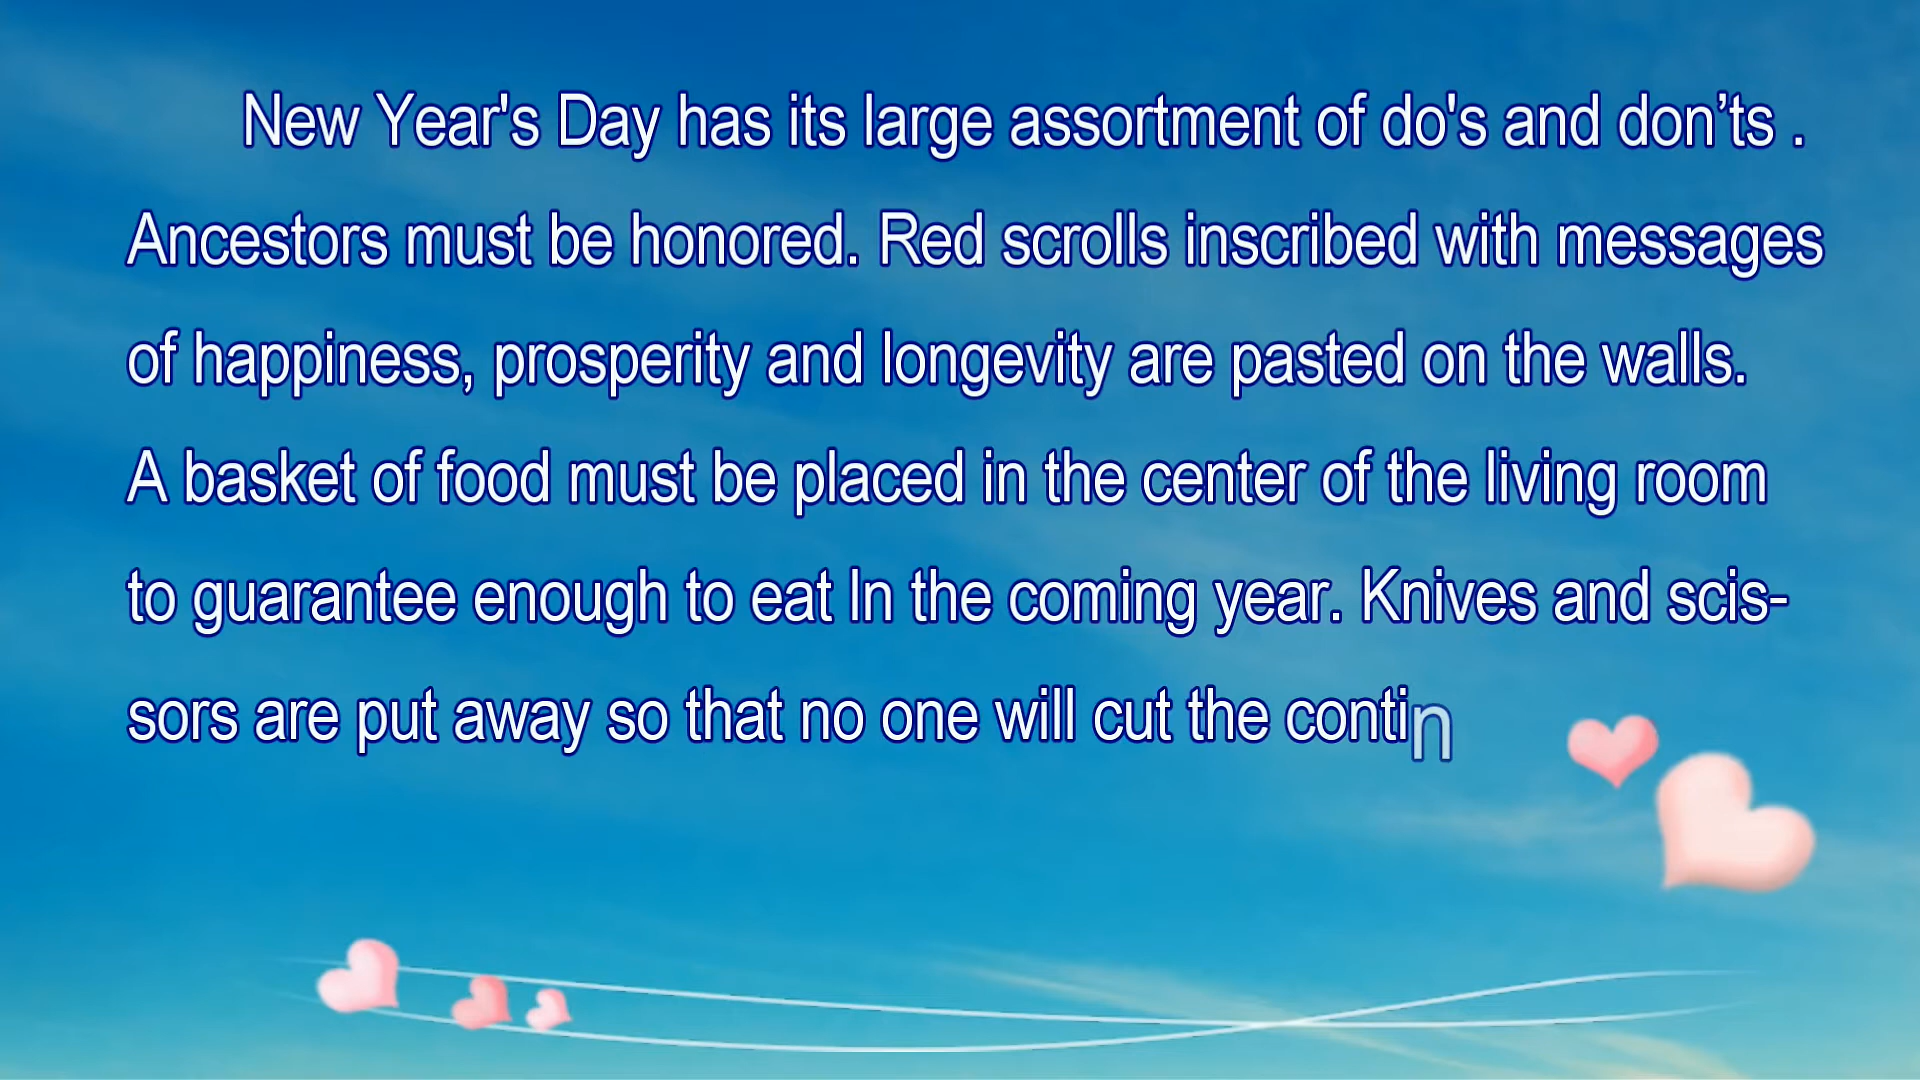 New Year's Day has its large assortment of do's and don’ts .
Ancestors must be honored. Red scrolls inscribed with messages
of happiness, prosperity and longevity are pasted on the walls.
A basket of food must be placed in the center of the living room
to guarantee enough to eat In the coming year. Knives and scis-
sors are put away so that no one will cut the contin